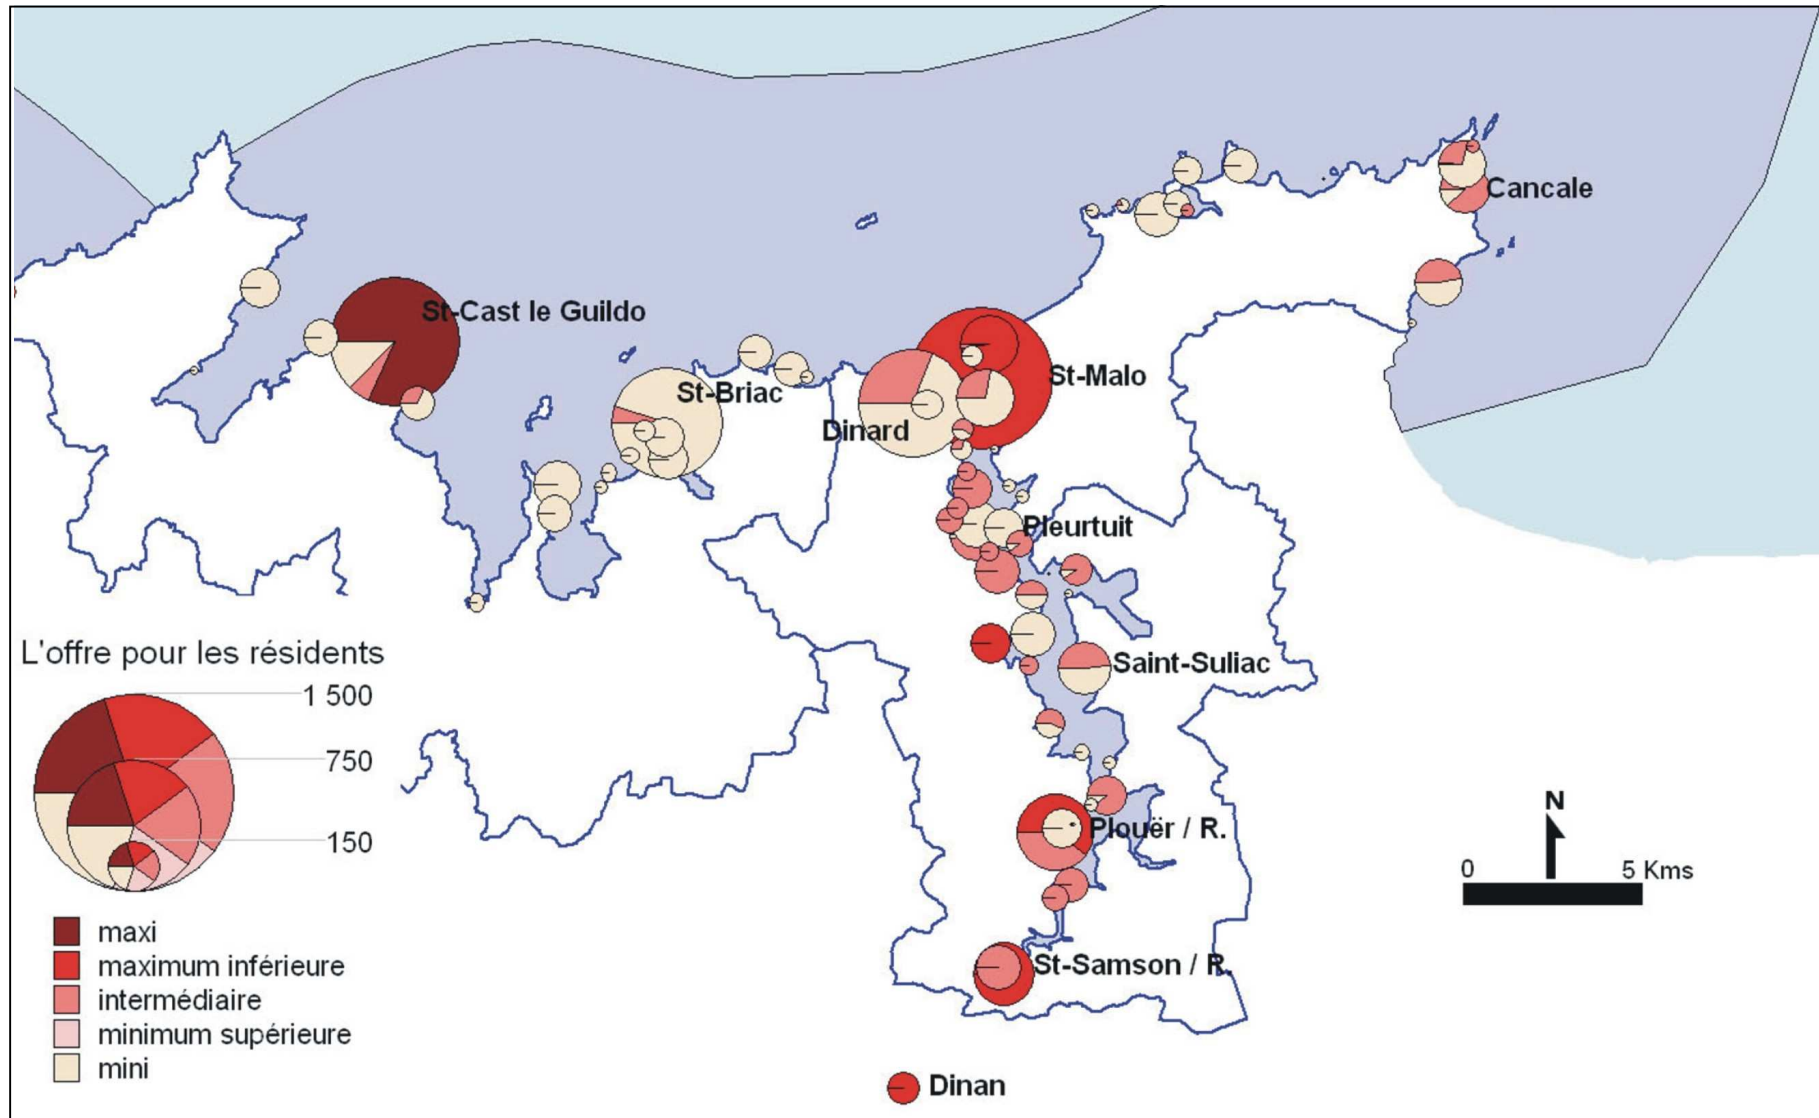 Cancale
St-Cast le Guildo
St-Malo
St-Briac
Dinard
Pleurtuit
Saint-Suliac
L'offre pour les résidents
1 500
750
150
Plouër / R.
N
0 5 Kms
maxi
maximum inférieure
intermédiaire
minimum supérieure
mini
St-Samson / R.
Dinan